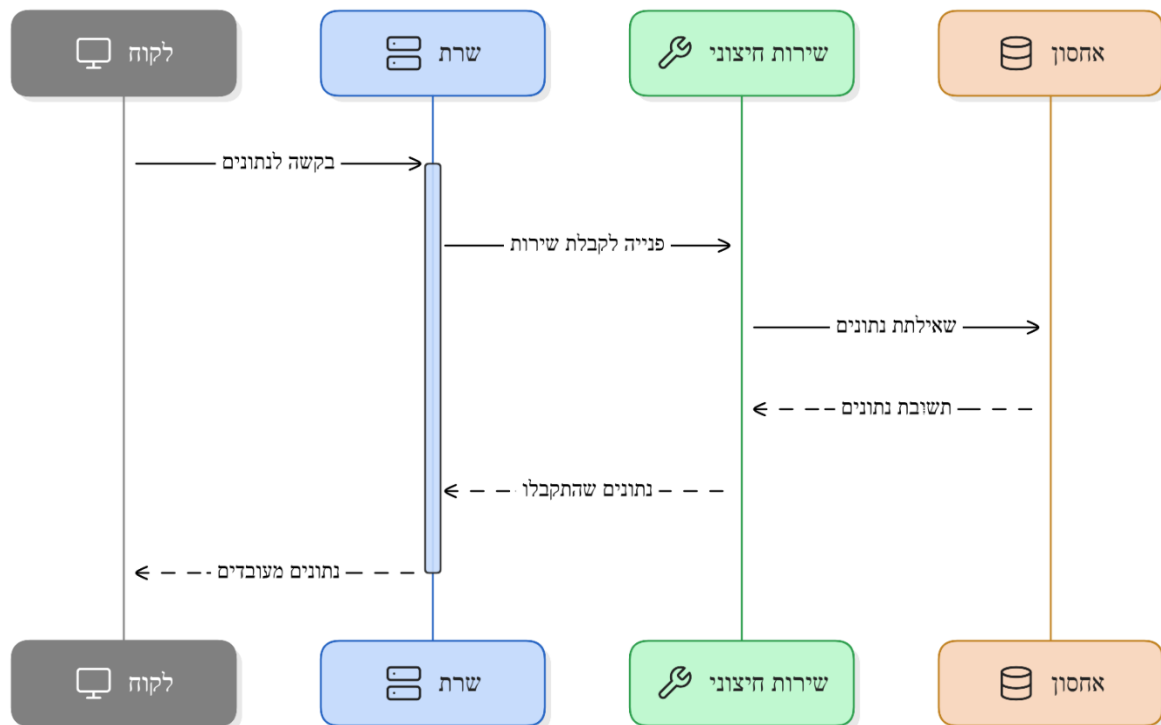 לקוח
שרת
שירות חיצוני
אחסון
בקשה לנתונים
פנייה לקבלת שירות
שאילתת נתונים
תשובת נתונים
נתונים שהתקבלו
נתונים מעובדים
לקוח
שרת
שירות חיצוני
אחסון